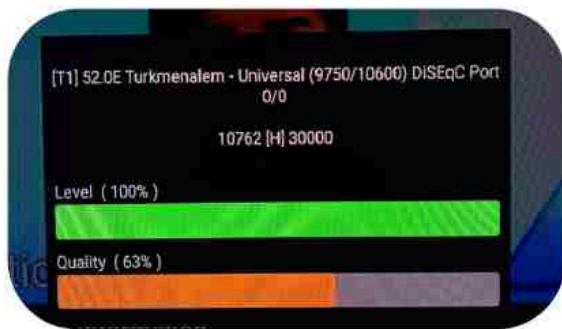 [T1] 52.0E Turkmenalem - Universal (9750/10600) DiSEqC Port
0/0
10762 [H] 30000
Level ( 100% )
Quality ( 63% )